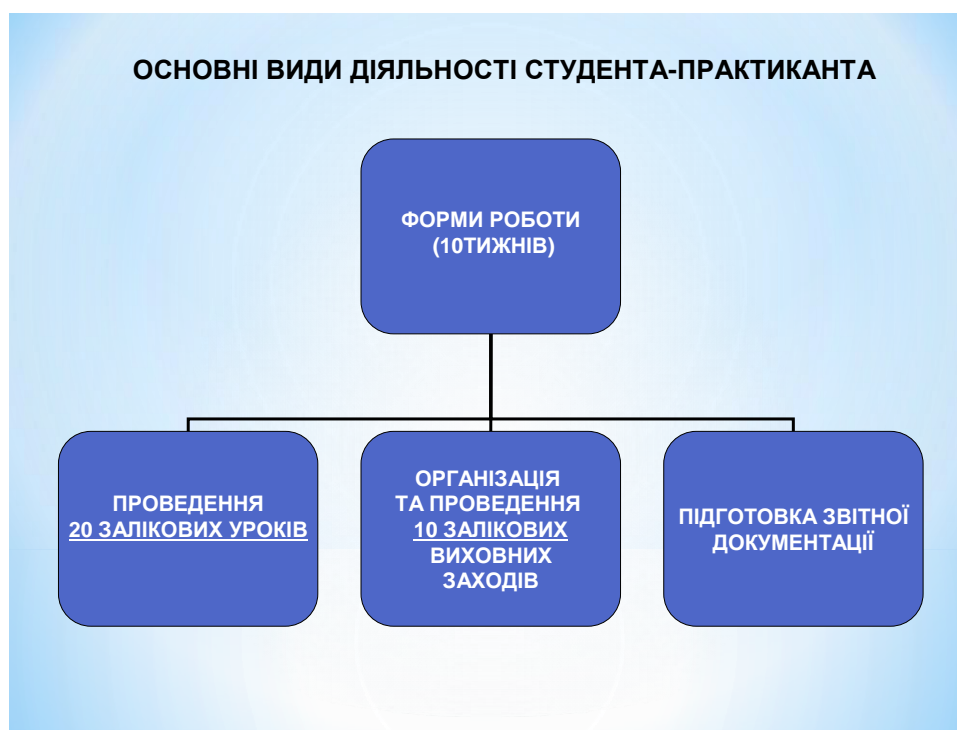 ОСНОВНІ ВИДИ ДІЯЛЬНОСТІ СТУДЕНТА-ПРАКТИКАНТА
ФОРМИ РОБОТИ
(10ТИЖНІВ)
ПРОВЕДЕННЯ
20 ЗАЛІКОВИХ УРОКІВ
ОРГАНІЗАЦІЯ
ТА ПРОВЕДЕННЯ
10 ЗАЛІКОВИХ
ВИХОВНИХ
ЗАХОДІВ
ПІДГОТОВКА ЗВІТНОЇ
ДОКУМЕНТАЦІЇ